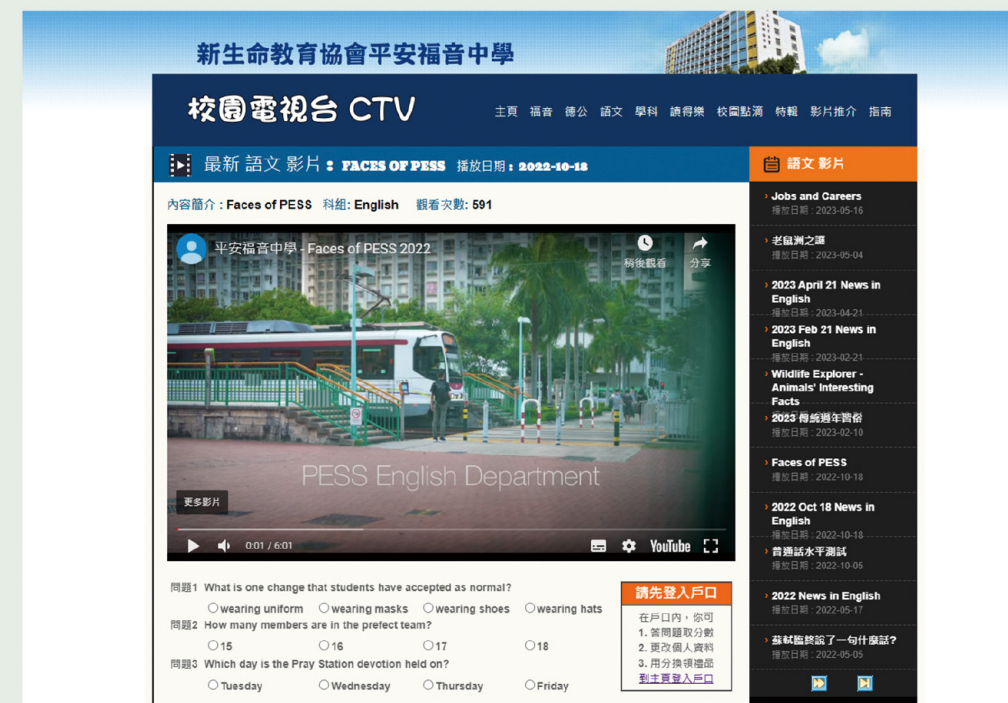 新生命教育協會平安福音中學
校園電視台 CTV
主頁 福音 德公 語文 學科 讀得樂 校園點滴 特輯 影片推介 指南
最新 語文 影片： FACES OF PESS 播放日期： 2022-10-18
內容簡介 : Faces of PESS 科組: English 觀看次數: 591
平安福音中學 - Faces of PESS 2022
稍後觀看
分享
PESS English Department
更多影片
0:01 / 6:01
YouTube
問題1 What is one change that students have accepted as normal?
wearing uniform wearing masks wearing shoes wearing hats
問題2 How many members are in the prefect team?
15 16 17 18
問題3 Which day is the Pray Station devotion held on?
Tuesday Wednesday Thursday Friday
請先登入戶口
在戶口內，你可
1. 答問題取分數
2. 更改個人資料
3. 用分換領禮品
到主頁登入戶口
語文 影片
Jobs and Careers
播放日期 : 2023-05-16
老鼠洲之謎
播放日期 : 2023-05-04
2023 April 21 News in
English
播放日期 : 2023-04-21
2023 Feb 21 News in
English
播放日期 : 2023-02-21
Wildlife Explorer -
Animals' Interesting
Facts
2023 傳統過年習俗
播放日期 : 2023-02-10
Faces of PESS
播放日期 : 2022-10-18
2022 Oct 18 News in
English
播放日期 : 2022-10-18
普通話水平測試
播放日期 : 2022-10-06
2022 News in English
播放日期 : 2022-05-17
蘇軾臨終說了一句什麼話?
播放日期 : 2022-05-05